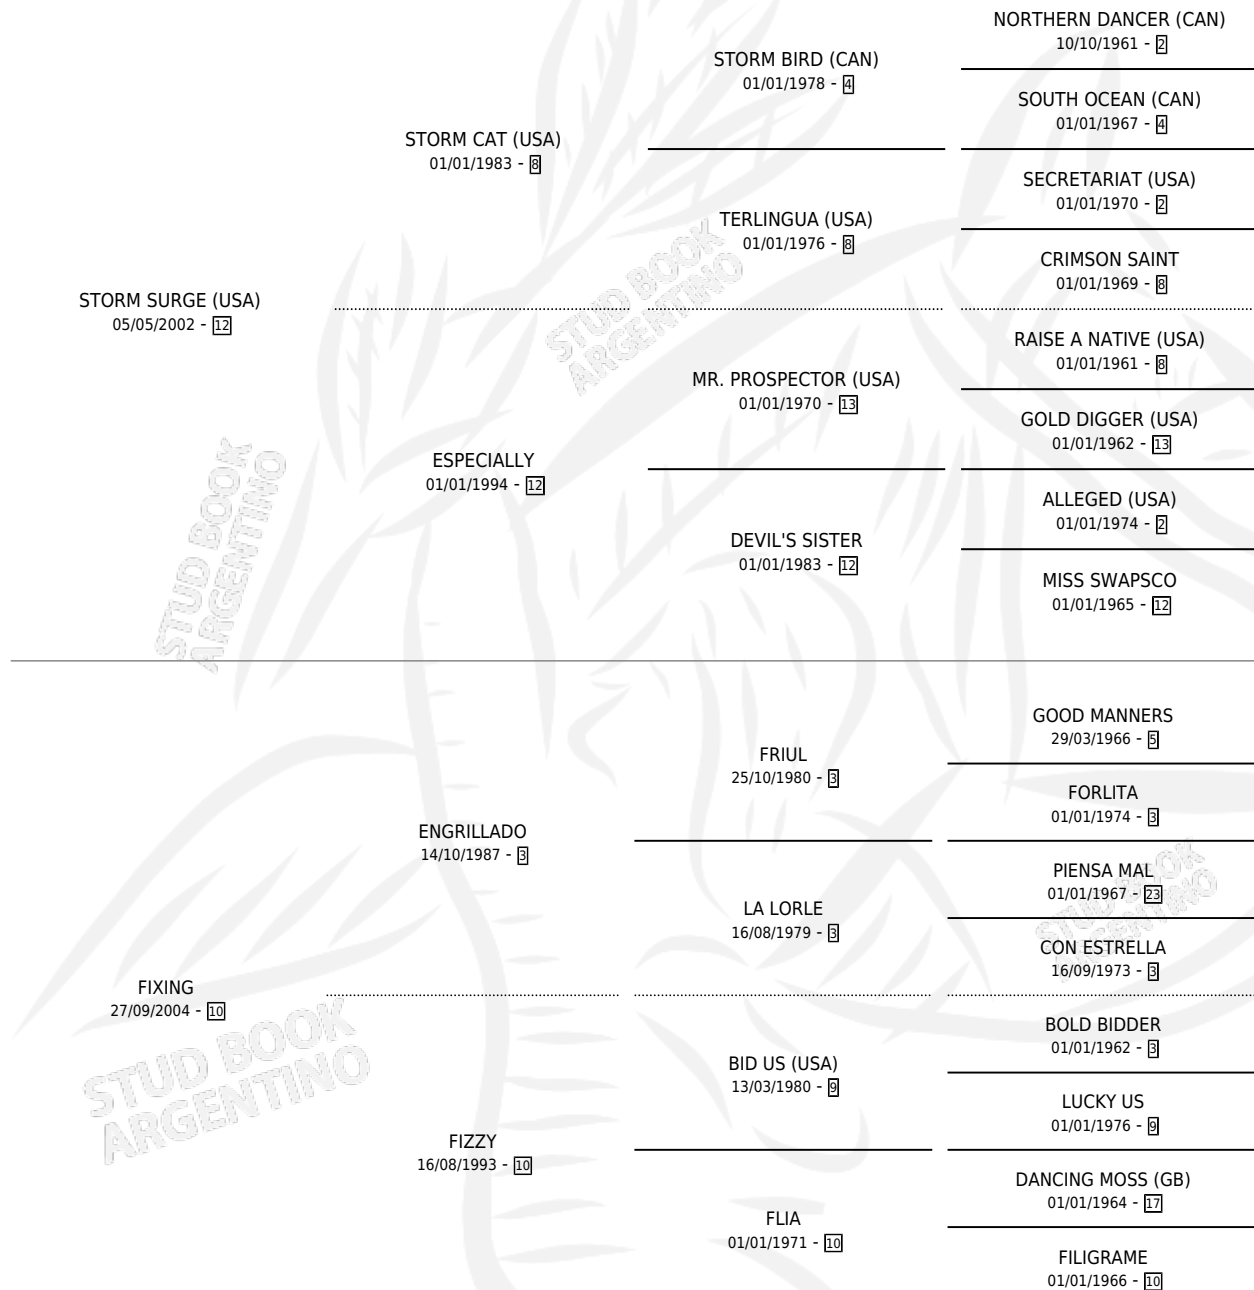 NORTHERN DANCER (CAN)
10/10/1961 - 2
STORM BIRD (CAN)
01/01/1978 - 4
SOUTH OCEAN (CAN)
01/01/1967 - 4
STORM CAT (USA)
01/01/1983 - 8
SECRETARIAT (USA)
01/01/1970 - 2
TERLINGUA (USA)
01/01/1976 - 8
CRIMSON SAINT
01/01/1969 - 8
STORM SURGE (USA)
05/05/2002 - 12
STUD BOOK
ARGENTINO
RAISE A NATIVE (USA)
01/01/1961 - 8
MR. PROSPECTOR (USA)
01/01/1970 - 13
GOLD DIGGER (USA)
01/01/1962 - 13
ESPECIALLY
01/01/1994 - 12
ALLEGED (USA)
01/01/1974 - 2
DEVIL'S SISTER
01/01/1983 - 12
MISS SWAPSCO
01/01/1965 - 12
STUD BOOK
ARGENTINO
GOOD MANNERS
29/03/1966 - 5
FRIUL
25/10/1980 - 3
FORLITA
01/01/1974 - 3
ENGRILLADO
14/10/1987 - 3
PIENSA MAL
01/01/1967 - 23
LA LORLE
16/08/1979 - 3
STUD BOOK
ARGENTINO
CON ESTRELLA
16/09/1973 - 3
FIXING
27/09/2004 - 10
STUD BOOK
ARGENTINO
BOLD BIDDER
01/01/1962 - 3
BID US (USA)
13/03/1980 - 9
LUCKY US
01/01/1976 - 9
FIZZY
16/08/1993 - 10
DANCING MOSS (GB)
01/01/1964 - 17
FLIA
01/01/1971 - 10
FILIGRAME
01/01/1966 - 10